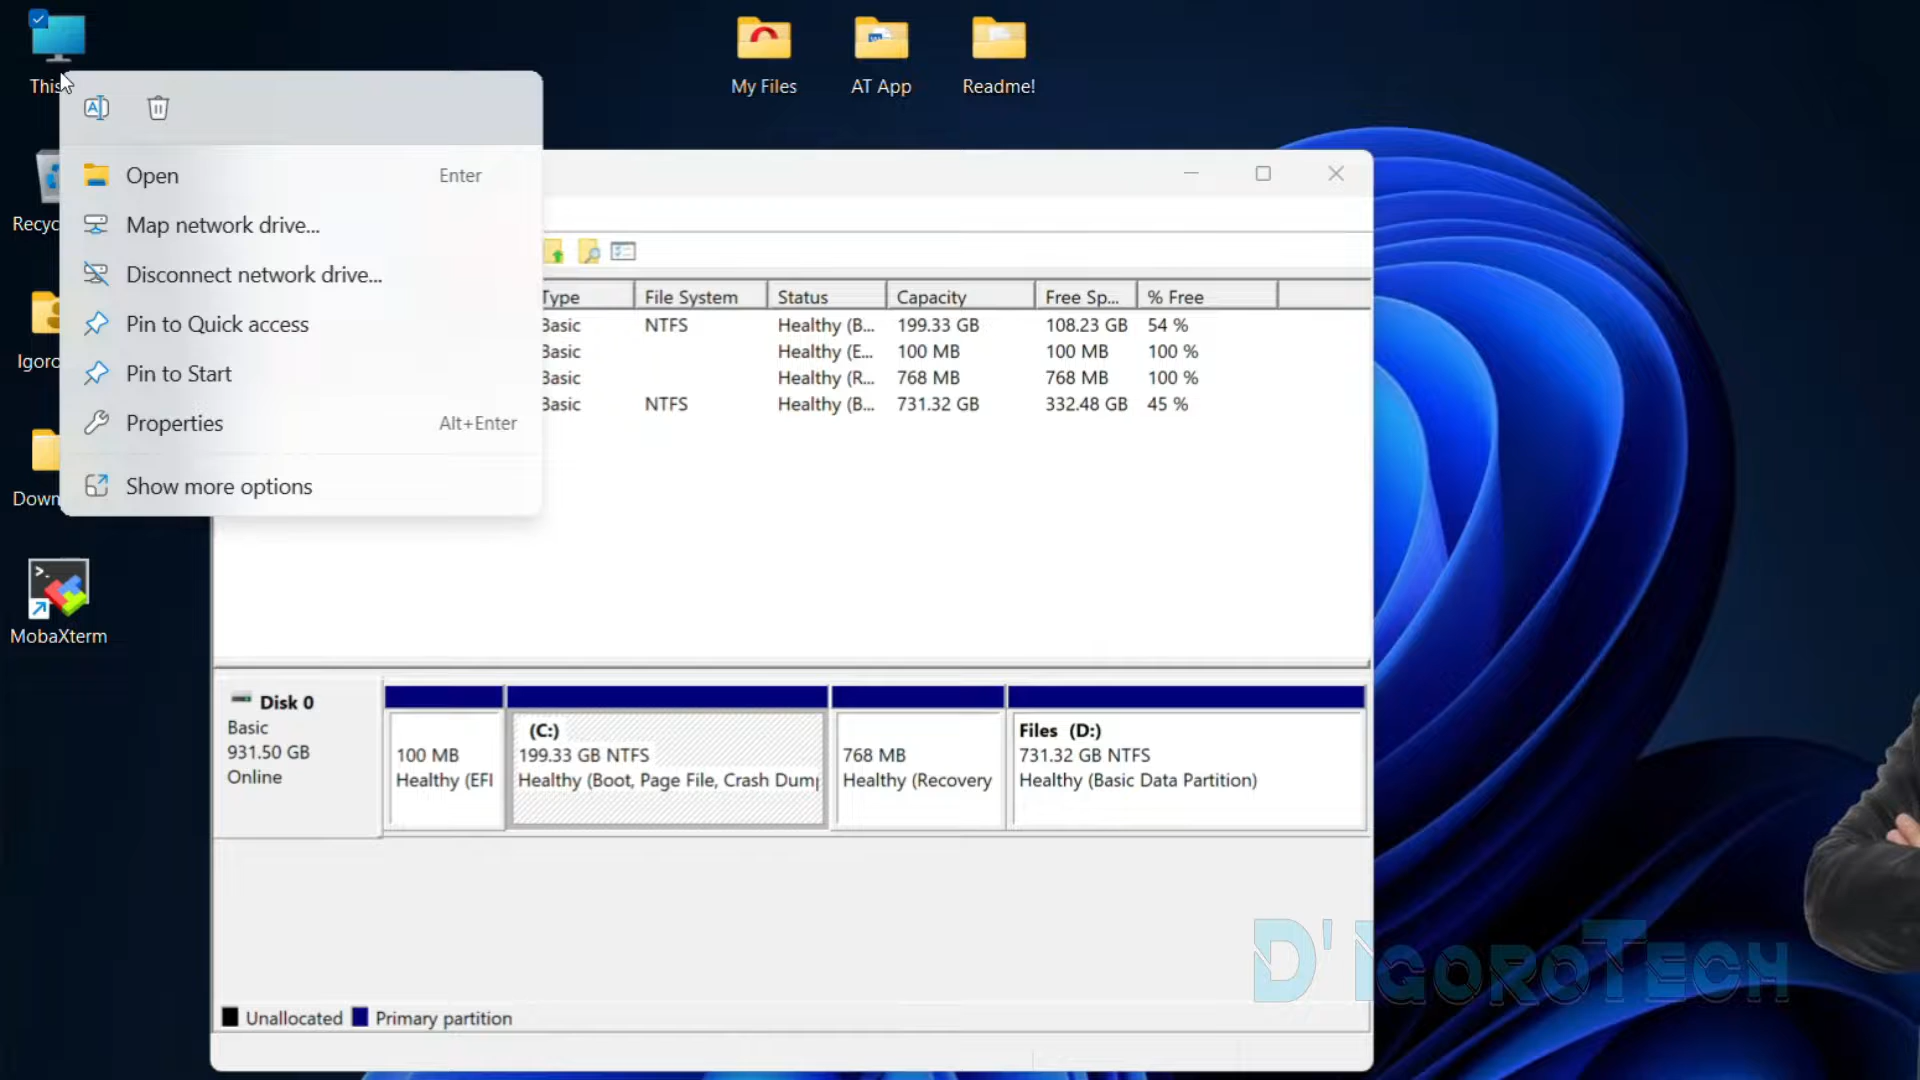 This
My Files
AT App
Readme!
Open Enter
Map network drive...
Disconnect network drive...
Pin to Quick access
Pin to Start
Properties Alt+Enter
Show more options
Recyc
Igoro
Down
MobaXterm
Type File System Status Capacity Free Sp... % Free
Basic NTFS Healthy (B... 199.33 GB 108.23 GB 54 %
Basic Healthy (E... 100 MB 100 MB 100 %
Basic Healthy (R... 768 MB 768 MB 100 %
Basic NTFS Healthy (B... 731.32 GB 332.48 GB 45 %
Disk 0
Basic
931.50 GB
Online
100 MB
Healthy (EFI
(C:)
199.33 GB NTFS
Healthy (Boot, Page File, Crash Dump
768 MB
Healthy (Recovery
Files (D:)
731.32 GB NTFS
Healthy (Basic Data Partition)
Unallocated Primary partition
D'IGOROTECH